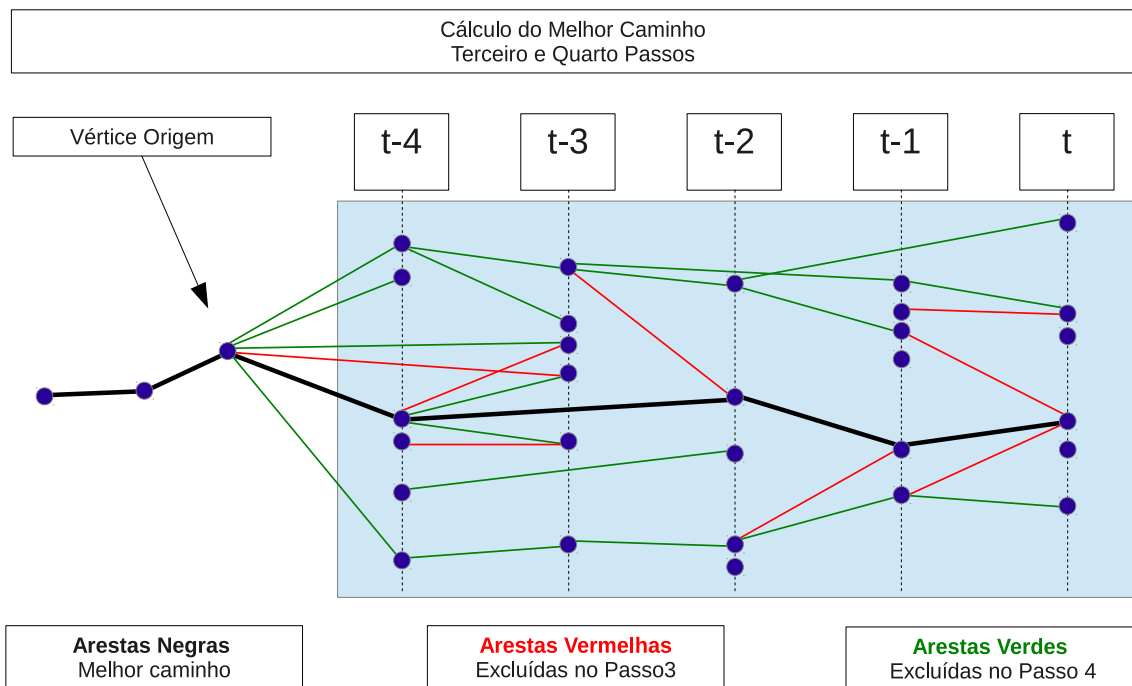 Cálculo do Melhor Caminho
Terceiro e Quarto Passos
Vértice Origem
t-4
t-3
t-2
t-1
t
Arestas Negras
Melhor caminho
Arestas Vermelhas
Excluídas no Passo3
Arestas Verdes
Excluídas no Passo 4